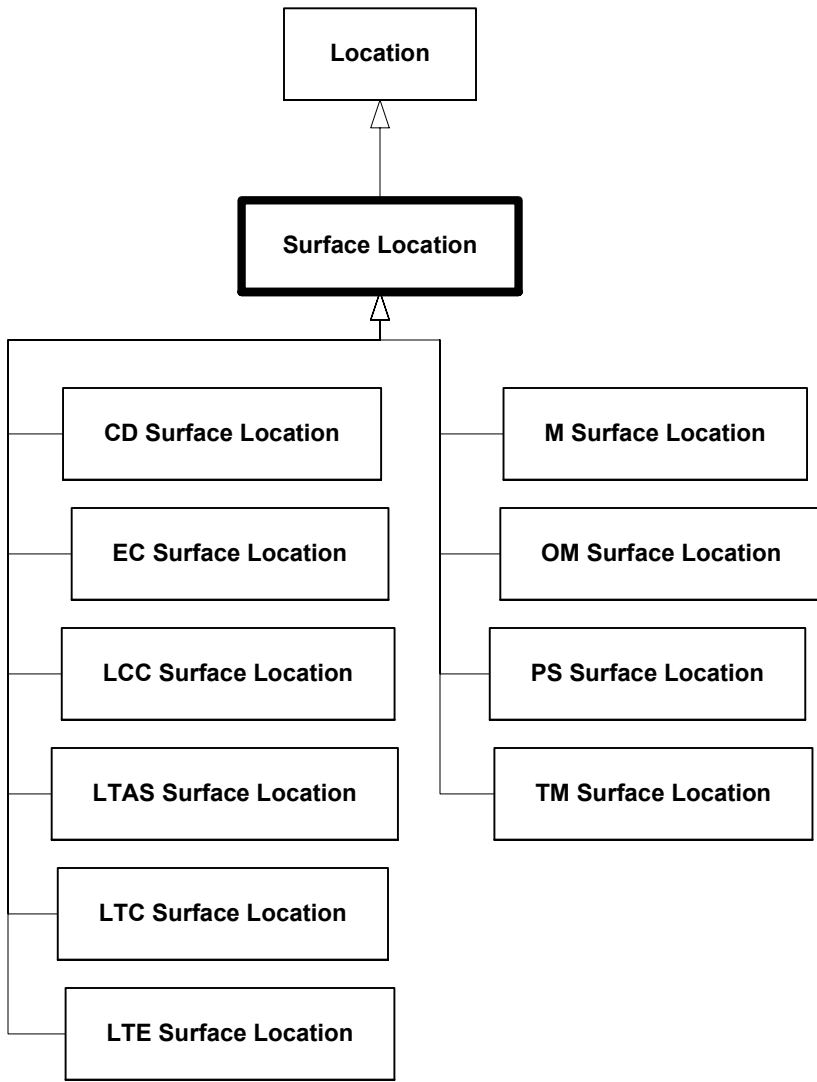 Location
Surface Location
CD Surface Location
EC Surface Location
LCC Surface Location
LTAS Surface Location
LTC Surface Location
LTE Surface Location
M Surface Location
OM Surface Location
PS Surface Location
TM Surface Location